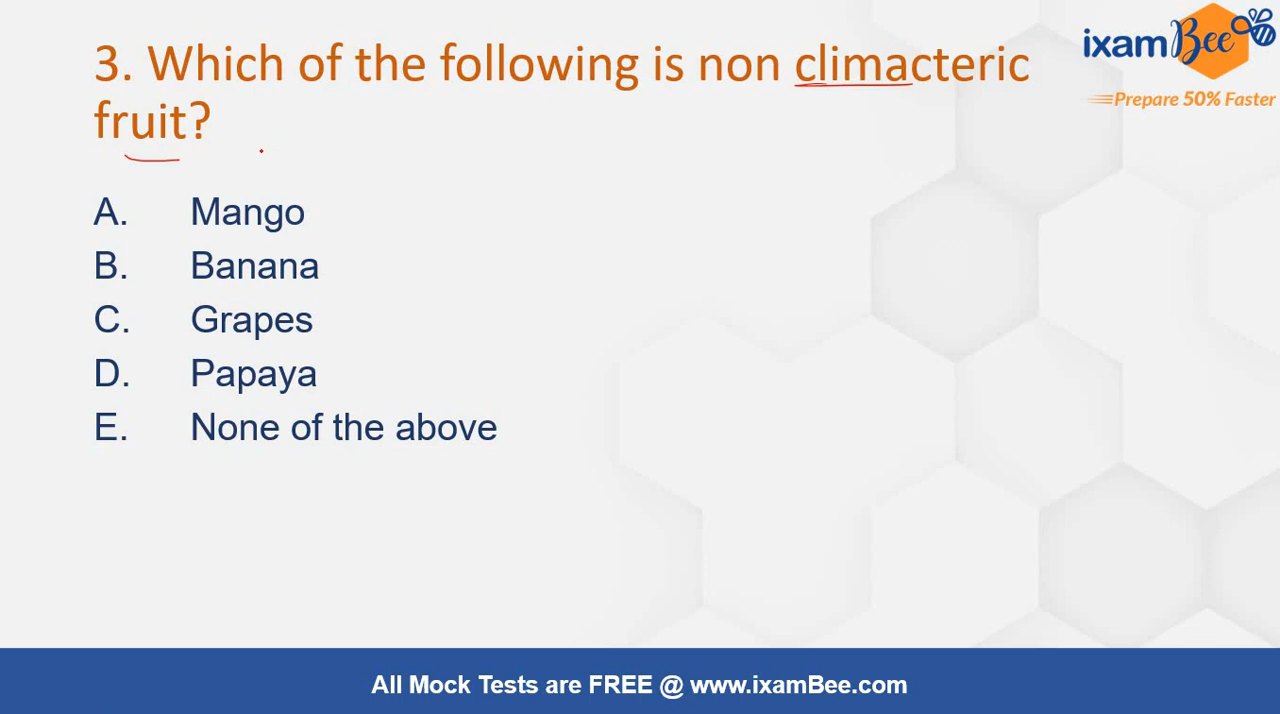 ixamBee
Prepare 50% Faster
3. Which of the following is non climacteric
fruit?
A. Mango
B. Banana
C. Grapes
D. Papaya
E. None of the above
All Mock Tests are FREE @ www.ixamBee.com